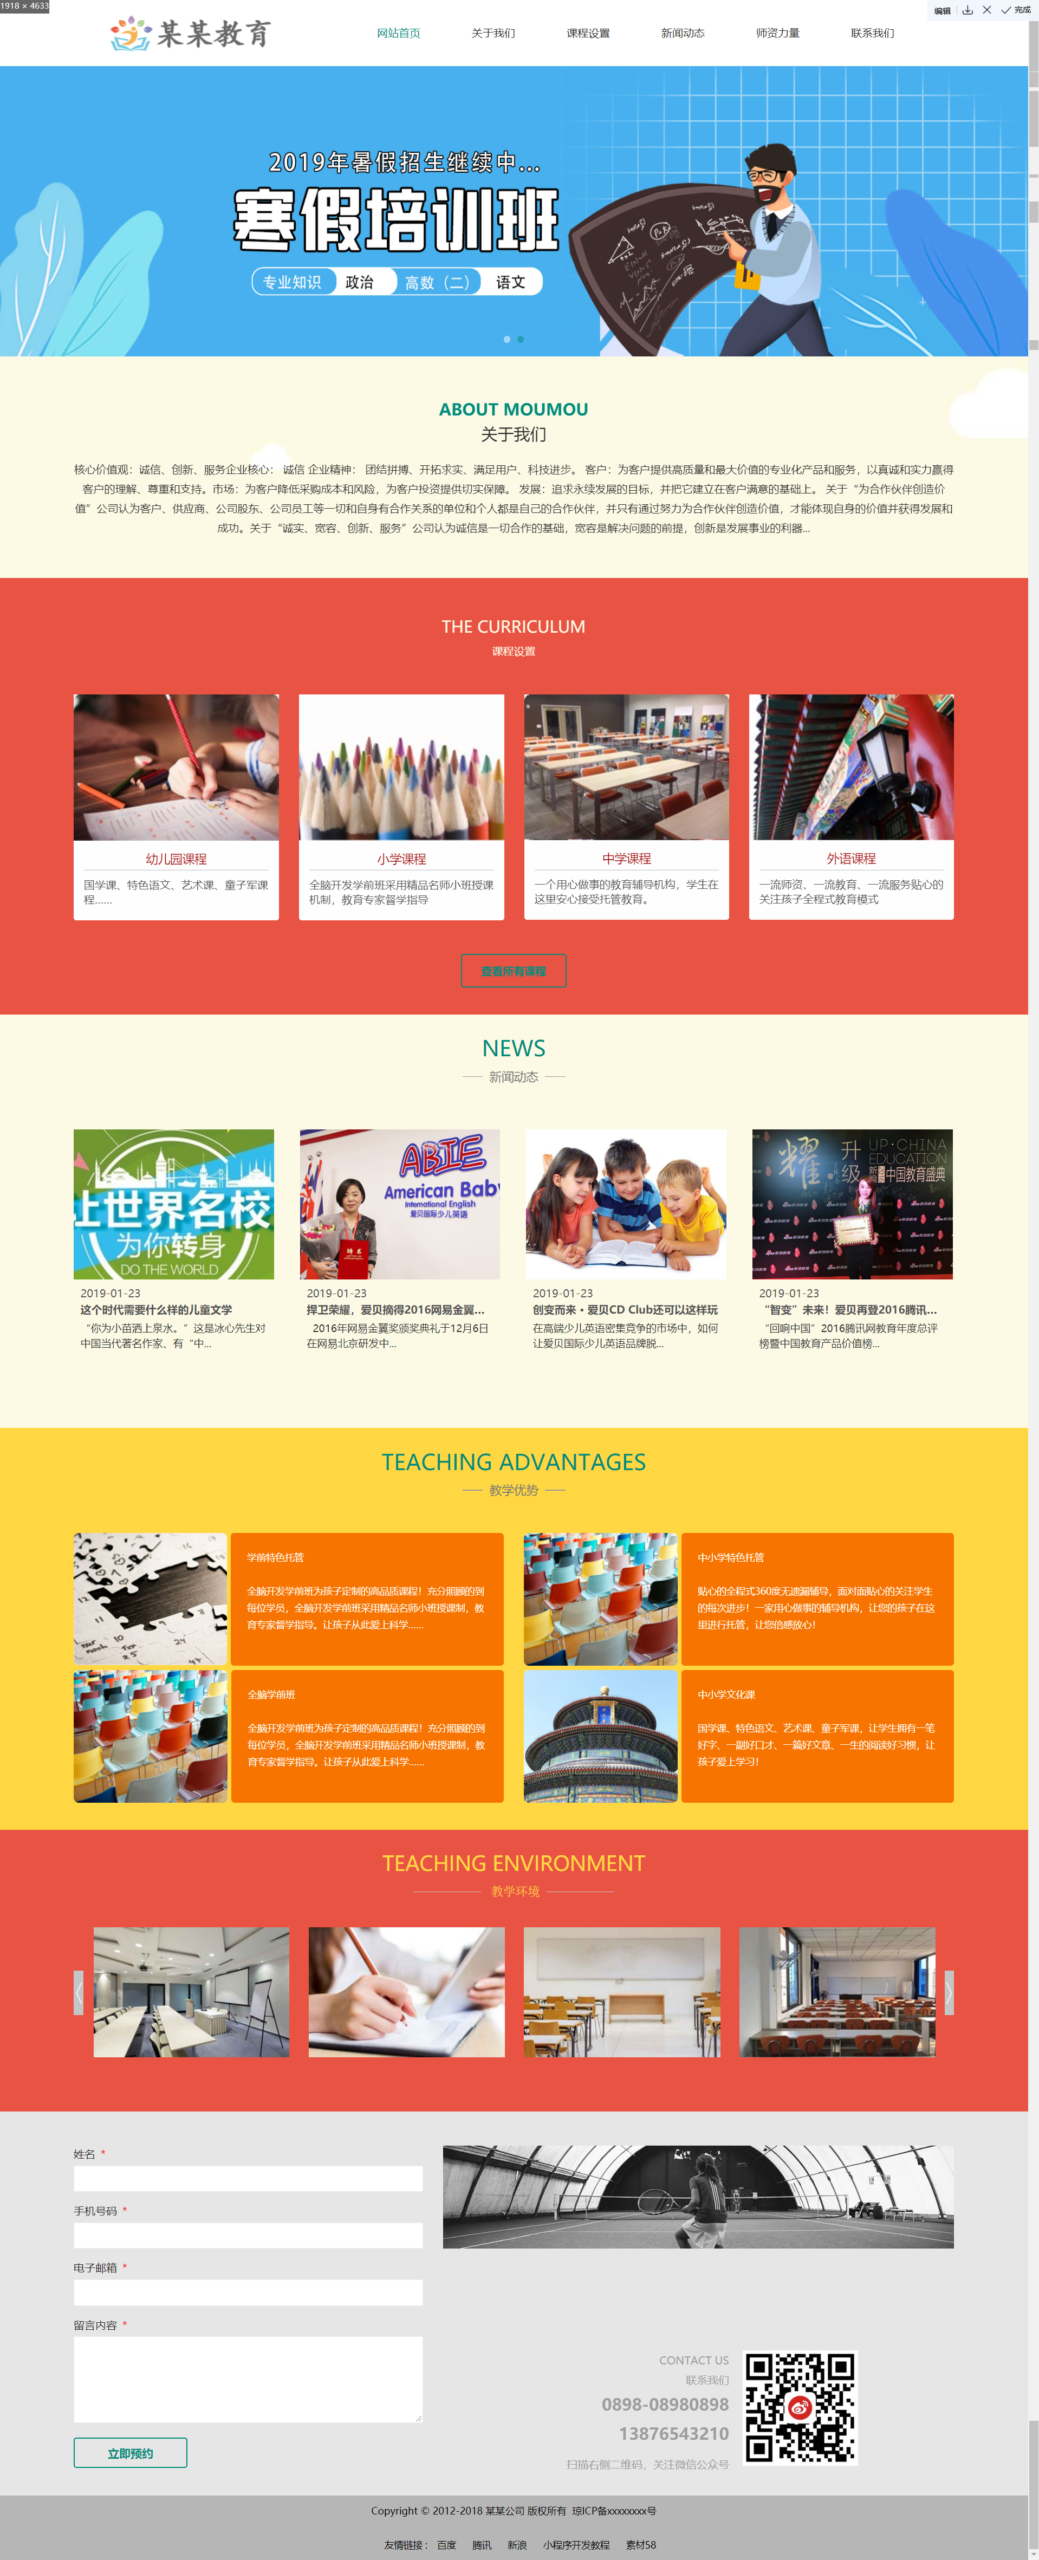 1918 × 4633
编辑 完成
某某教育
网站首页 关于我们 课程设置 新闻动态 师资力量 联系我们
2019年暑假招生继续中...
寒假培训班
专业知识 政治 高数（二） 语文
ABOUT MOUMOU
关于我们
核心价值观：诚信、创新、服务企业核心： 诚信 企业精神： 团结拼搏、开拓求实、满足用户、科技进步。 客户：为客户提供高质量和最大价值的专业化产品和服务，以真诚和实力赢得
客户的理解、尊重和支持。市场：为客户降低采购成本和风险，为客户投资提供切实保障。 发展：追求永续发展的目标，并把它建立在客户满意的基础上。 关于“为合作伙伴创造价
值”公司认为客户、供应商、公司股东、公司员工等一切和自身有合作关系的单位和个人都是自己的合作伙伴，并只有通过努力为合作伙伴创造价值，才能体现自身的价值并获得发展和
成功。关于“诚实、宽容、创新、服务”公司认为诚信是一切合作的基础，宽容是解决问题的前提，创新是发展事业的利器...
THE CURRICULUM
课程设置
幼儿园课程
国学课、特色语文、艺术课、童子军课
程......
小学课程
全脑开发学前班采用精品名师小班授课
机制，教育专家督学指导
中学课程
一个用心做事的教育辅导机构，学生在
这里安心接受托管教育。
外语课程
一流师资、一流教育、一流服务贴心的
关注孩子全程式教育模式
查看所有课程
NEWS
新闻动态
上世界名校
为你转身
DO THE WORLD
ABIE
American Baby
International English
爱贝国际少儿英语
聘书
耀 升级
UP·CHINA
EDUCATION
中国教育盛典
2019-01-23
这个时代需要什么样的儿童文学
“你为小苗洒上泉水。”这是冰心先生对
中国当代著名作家、有“中...
2019-01-23
捍卫荣耀，爱贝摘得2016网易金翼...
2016年网易金翼奖颁奖典礼于12月6日
在网易北京研发中...
2019-01-23
创变而来·爱贝CD Club还可以这样玩
在高端少儿英语密集竞争的市场中，如何
让爱贝国际少儿英语品牌脱...
2019-01-23
“智变”未来！爱贝再登2016腾讯...
“回响中国”2016腾讯网教育年度总评
榜暨中国教育产品价值榜...
TEACHING ADVANTAGES
教学优势
学前特色托管
全脑开发学前班为孩子定制的高品质课程！充分照顾的到
每位学员，全脑开发学前班采用精品名师小班授课制，教
育专家督学指导。让孩子从此爱上科学......
中小学特色托管
贴心的全程式360度无遗漏辅导，面对面贴心的关注学生
的每次进步！一家用心做事的辅导机构，让您的孩子在这
里进行托管，让您倍感放心！
全脑学前班
全脑开发学前班为孩子定制的高品质课程！充分照顾的到
每位学员，全脑开发学前班采用精品名师小班授课制，教
育专家督学指导。让孩子从此爱上科学......
中小学文化课
国学课、特色语文、艺术课、童子军课，让学生拥有一笔
好字、一副好口才、一篇好文章、一生的阅读好习惯，让
孩子爱上学习！
TEACHING ENVIRONMENT
教学环境
姓名 *
手机号码 *
电子邮箱 *
留言内容 *
立即预约
CONTACT US
联系我们
0898-08980898
13876543210
扫描右侧二维码，关注微信公众号
Copyright © 2012-2018 某某公司 版权所有 琼ICP备xxxxxxxx号
友情链接： 百度 腾讯 新浪 小程序开发教程 素材58